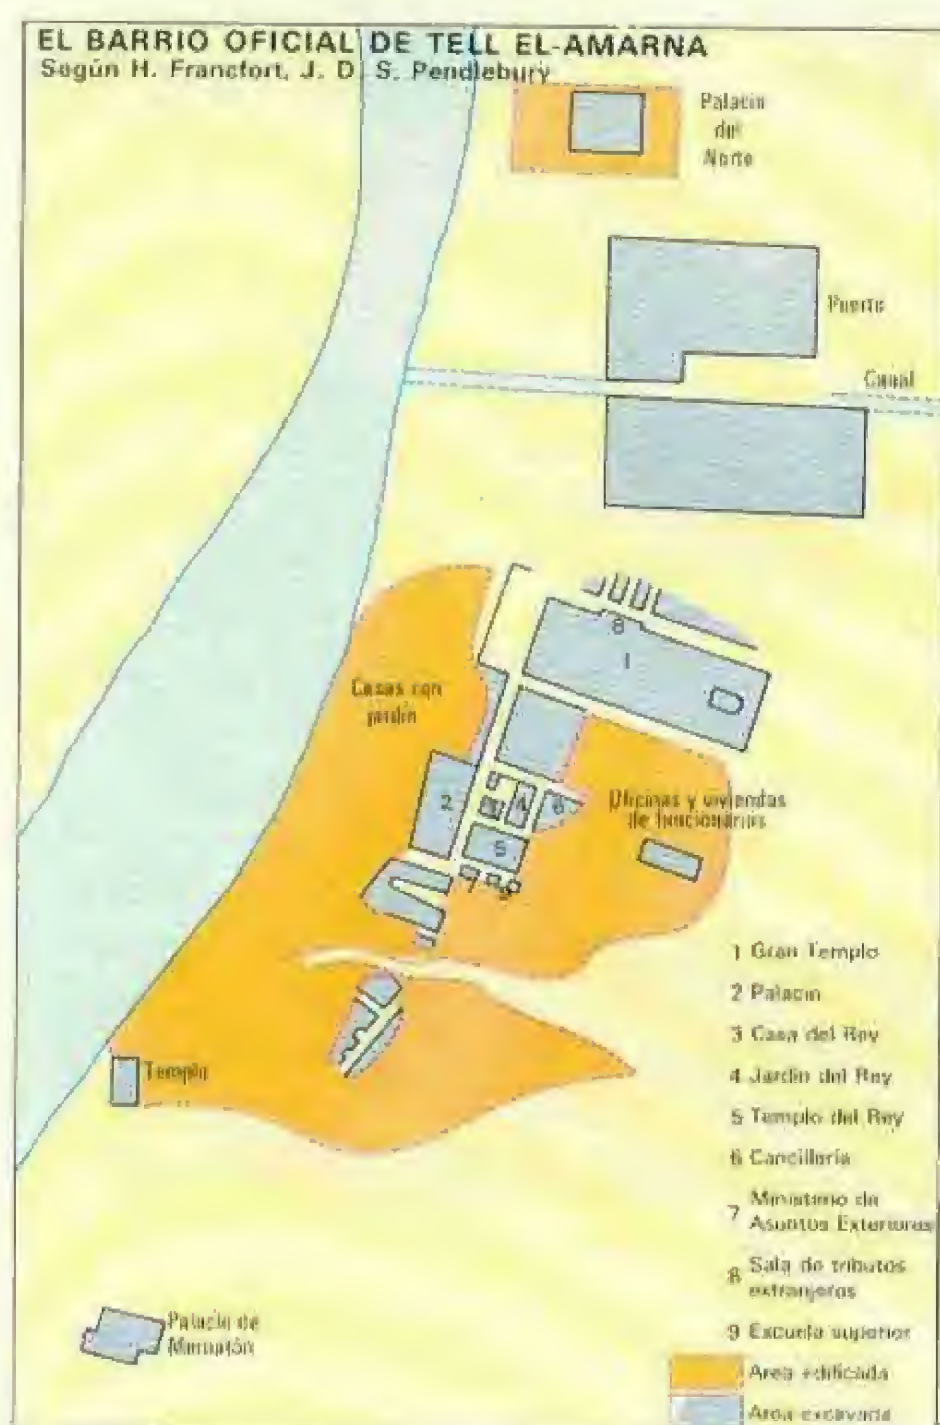 EL BARRIO OFICIAL DE TELL EL-AMARNA
Según H. Francfort, J. D. S. Pendlebury
Palacio
del
Norte
Puerto
Canal
8
1
Casas con
jardín
2
4
6
Oficinas y viviendas
de funcionarios
5
7
9
1 Gran Templo
2 Palacio
3 Casa del Rey
4 Jardín del Rey
5 Templo del Rey
6 Cancillería
7 Ministerio de
Asuntos Exteriores
8 Sala de tributos
extranjeros
9 Escuela superior
Area edificada
Area excavada
Templo
Palacio de